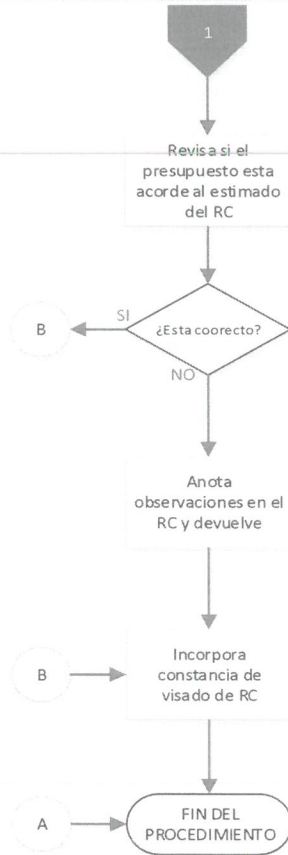 1
Revisa si el
presupuesto esta
acorde al estimado
del RC
B
SI
¿Esta coorecto?
NO
Anota
observaciones en el
RC y devuelve
B
Incorpora
constancia de
visado de RC
A
FIN DEL
PROCEDIMIENTO